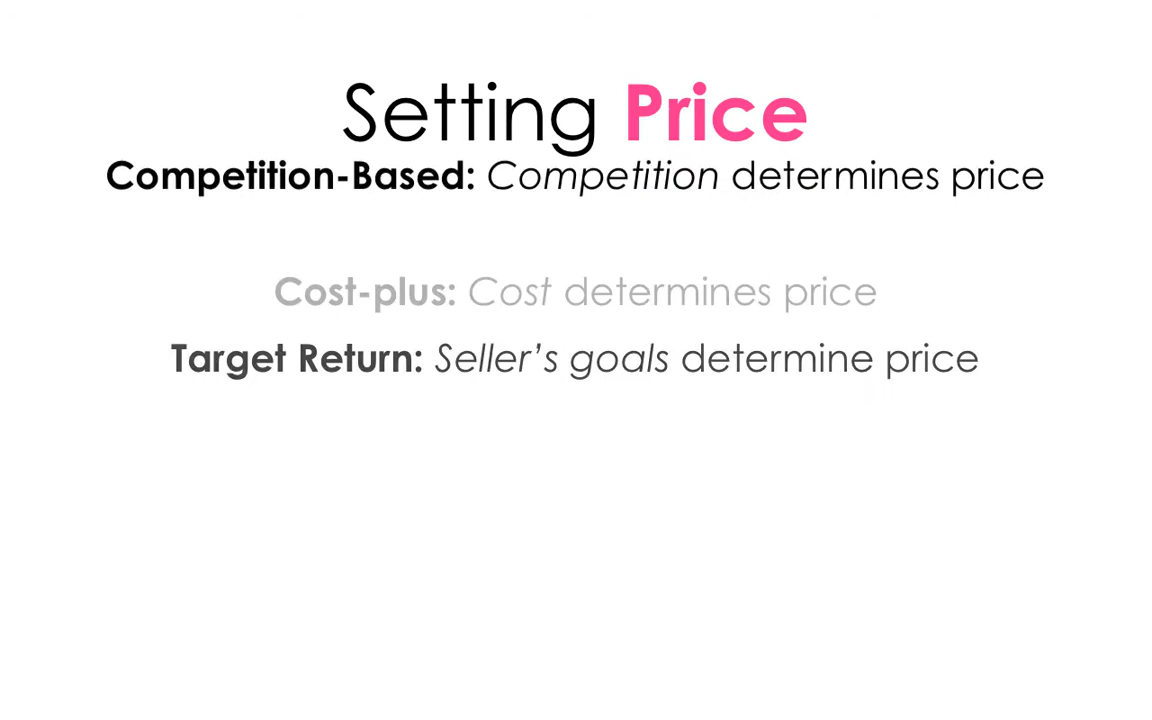 Setting Price
Competition-Based: Competition determines price
Cost-plus: Cost determines price
Target Return: Seller’s goals determine price